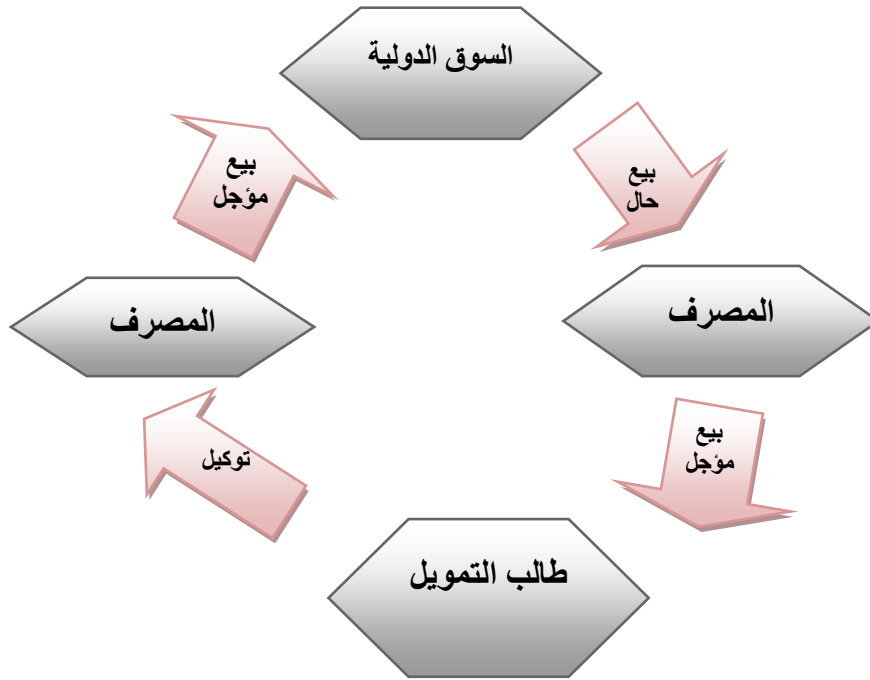 السوق الدولية
بيع
حال
المصرف
بيع
مؤجل
طالب التمويل
توكيل
المصرف
بيع
مؤجل